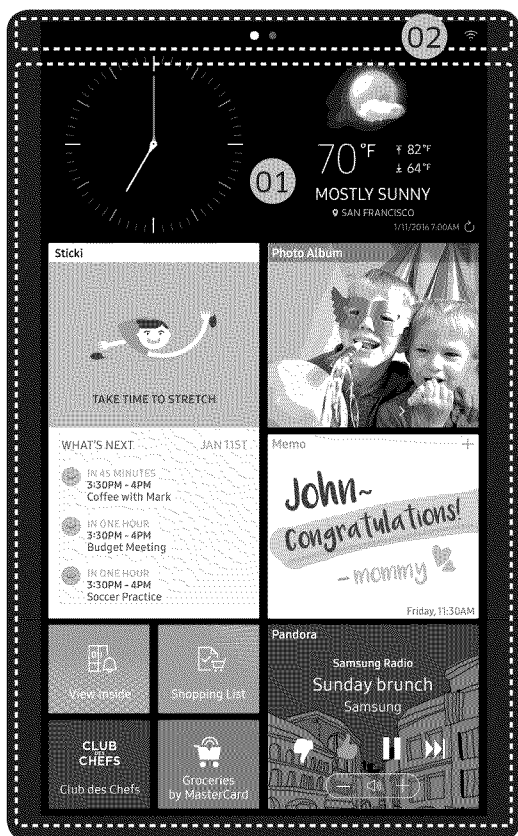 02
01
70°F
82°F
64°F
MOSTLY SUNNY
SAN FRANCISCO
1/11/2016 7:00AM
Sticki
TAKE TIME TO STRETCH
Photo Album
WHAT'S NEXT JAN 11ST
IN 45 MINUTES
3:30PM - 4PM
Coffee with Mark
IN ONE HOUR
3:30PM - 4PM
Budget Meeting
IN ONE HOUR
3:30PM - 4PM
Soccer Practice
Memo
John~
Congratulations!
- mommy
Friday, 11:30AM
View Inside
Shopping List
CLUB
DES
CHEFS
Club des Chefs
Groceries
by MasterCard
Pandora
Samsung Radio
Sunday brunch
Samsung